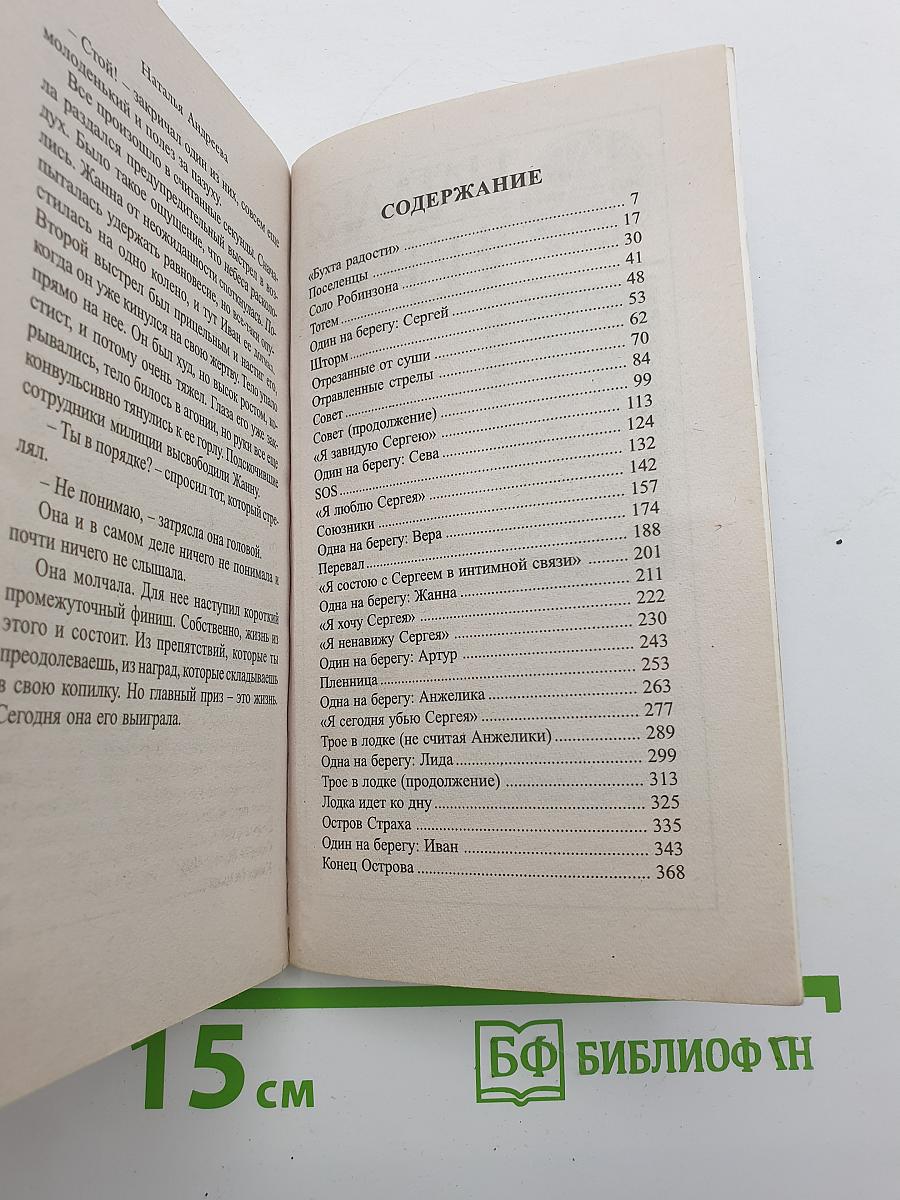 Наталья Андреева
– Стой! – закричал один из них, совсем еще
молоденький и полез за пазуху.
Все произошло в считанные секунды. Снача-
ла раздался предупредительный выстрел в воз-
дух. Было такое ощущение, что небеса расколо-
лись. Жанна от неожиданности споткнулась. По-
пыталась удержать равновесие, но все-таки опу-
стилась на одно колено, и тут Иван ее догнал.
Второй выстрел был прицельным и настиг его,
когда он уже кинулся на свою жертву. Тело упало
прямо на нее. Он был худ, но высок ростом, ко-
стист, и потому очень тяжел. Глаза его уже зак-
рывались, тело билось в агонии, но руки все еще
конвульсивно тянулись к ее горлу. Подскочившие
сотрудники милиции высвободили Жанну.
– Ты в порядке? – спросил тот, который стре-
лял.
– Не понимаю, – затрясла она головой.
Она и в самом деле ничего не понимала и
почти ничего не слышала.
Она молчала. Для нее наступил короткий
промежуточный финиш. Собственно, жизнь из
этого и состоит. Из препятствий, которые ты
преодолеваешь, из наград, которые складываешь
в свою копилку. Но главный приз – это жизнь.
Сегодня она его выиграла.
СОДЕРЖАНИЕ
«Бухта радости» ..... 7
Поселенцы ..... 17
Соло Робинзона ..... 30
Тотем ..... 41
Один на берегу: Сергей ..... 48
Шторм ..... 53
Отрезанные от суши ..... 62
Отравленные стрелы ..... 70
Совет ..... 84
Совет (продолжение) ..... 99
«Я завидую Сергею» ..... 113
Один на берегу: Сева ..... 124
SOS ..... 132
«Я люблю Сергея» ..... 142
Союзники ..... 157
Одна на берегу: Вера ..... 174
Перевал ..... 188
«Я состою с Сергеем в интимной связи» ..... 201
Одна на берегу: Жанна ..... 211
«Я хочу Сергея» ..... 222
«Я ненавижу Сергея» ..... 230
Один на берегу: Артур ..... 243
Пленница ..... 253
Одна на берегу: Анжелика ..... 263
«Я сегодня убью Сергея» ..... 277
Трое в лодке (не считая Анжелики) ..... 289
Одна на берегу: Лида ..... 299
Трое в лодке (продолжение) ..... 313
Лодка идет ко дну ..... 325
Остров Страха ..... 335
Один на берегу: Иван ..... 343
Конец Острова ..... 368
15 см
БФ БИБЛИОФ